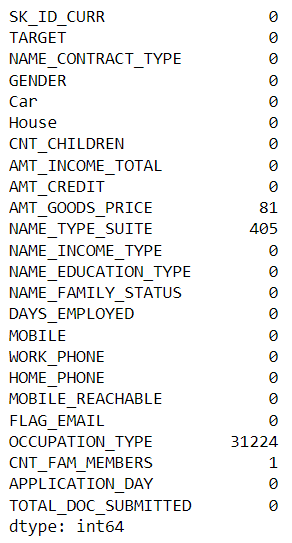 SK_ID_CURR 0
TARGET 0
NAME_CONTRACT_TYPE 0
GENDER 0
Car 0
House 0
CNT_CHILDREN 0
AMT_INCOME_TOTAL 0
AMT_CREDIT 0
AMT_GOODS_PRICE 81
NAME_TYPE_SUITE 405
NAME_INCOME_TYPE 0
NAME_EDUCATION_TYPE 0
NAME_FAMILY_STATUS 0
DAYS_EMPLOYED 0
MOBILE 0
WORK_PHONE 0
HOME_PHONE 0
MOBILE_REACHABLE 0
FLAG_EMAIL 0
OCCUPATION_TYPE 31224
CNT_FAM_MEMBERS 1
APPLICATION_DAY 0
TOTAL_DOC_SUBMITTED 0
dtype: int64